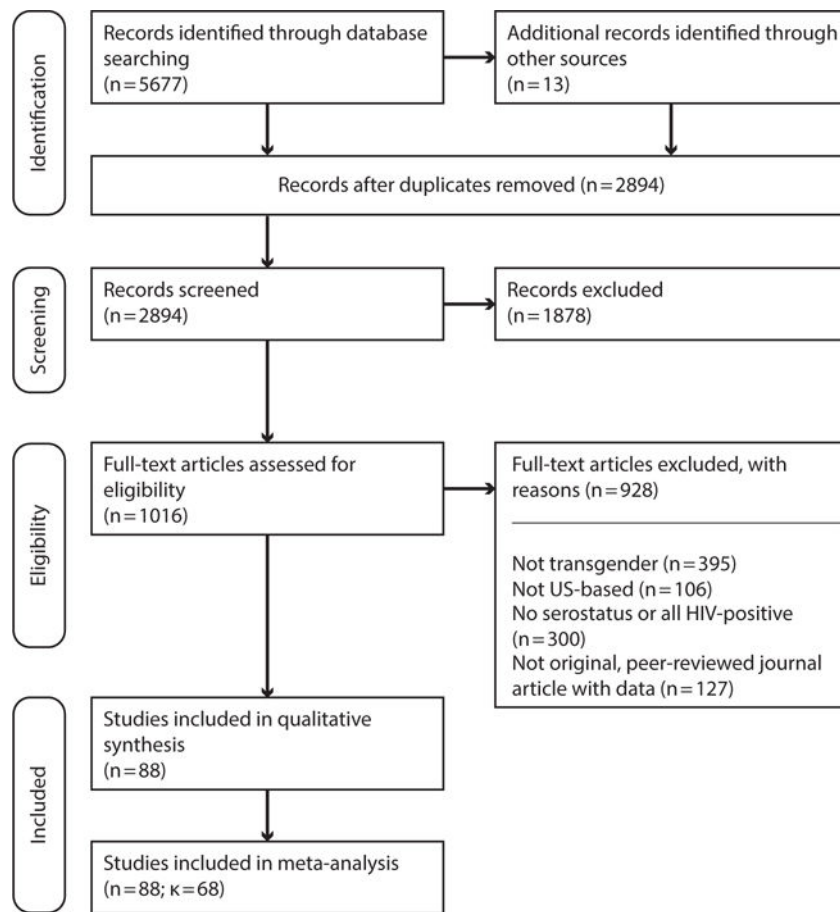 Identification
Records identified through database
searching
(n=5677)
Additional records identified through
other sources
(n=13)
Records after duplicates removed (n=2894)
Screening
Records screened
(n=2894)
Records excluded
(n=1878)
Eligibility
Full-text articles assessed for
eligibility
(n=1016)
Full-text articles excluded, with
reasons (n=928)
Not transgender (n=395)
Not US-based (n=106)
No serostatus or all HIV-positive
(n=300)
Not original, peer-reviewed journal
article with data (n=127)
Included
Studies included in qualitative
synthesis
(n=88)
Studies included in meta-analysis
(n=88; κ=68)